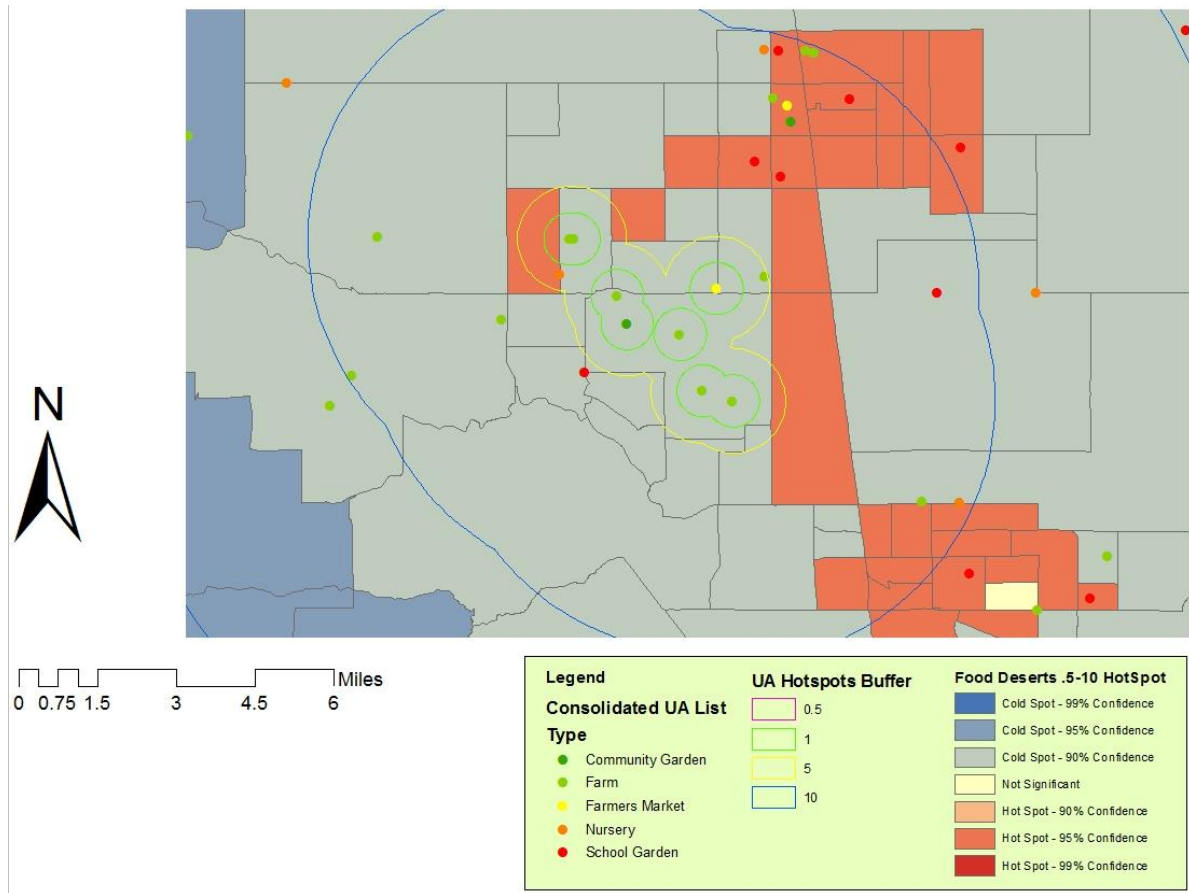 N
0 0.75 1.5 3 4.5 6 Miles
Legend
Consolidated UA List
Type
Community Garden
Farm
Farmers Market
Nursery
School Garden
UA Hotspots Buffer
0.5
1
5
10
Food Deserts .5-10 HotSpot
Cold Spot - 99% Confidence
Cold Spot - 95% Confidence
Cold Spot - 90% Confidence
Not Significant
Hot Spot - 90% Confidence
Hot Spot - 95% Confidence
Hot Spot - 99% Confidence